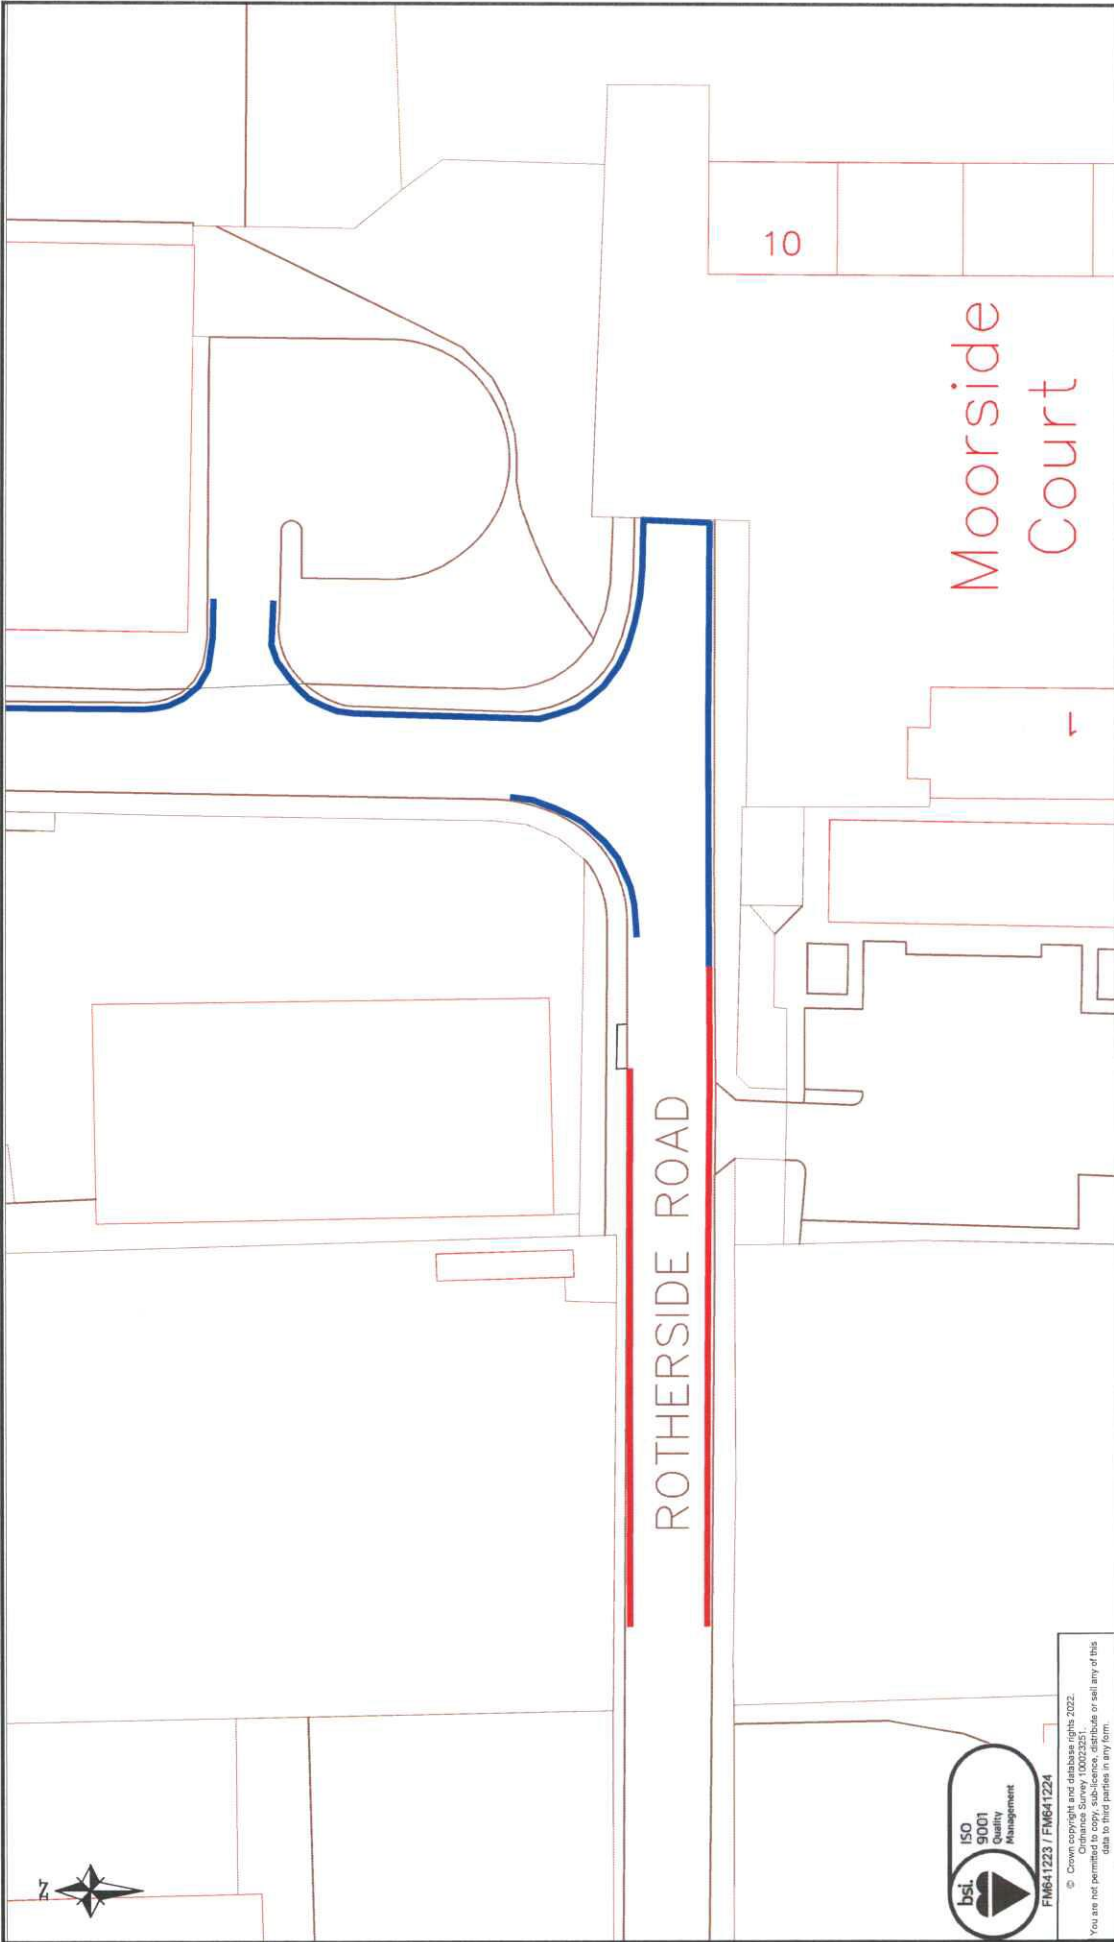 10
Moorside
Court
1
ROTHERSIDE ROAD
N
bsi.
ISO
9001
Quality
Management
FM641223 / FM641224
© Crown copyright and database rights 2022.
Ordnance Survey 100023251.
You are not permitted to copy, sub-licence, distribute or sell any of this
data to third parties in any form.